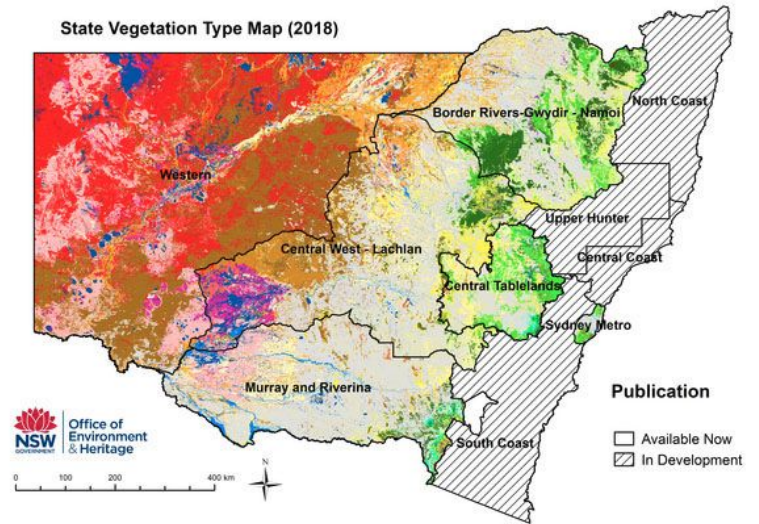 State Vegetation Type Map (2018)
North Coast
Border Rivers-Gwydir - Namoi
Western
Upper Hunter
Central West - Lachlan
Central Coast
Central Tablelands
Sydney Metro
Murray and Riverina
South Coast
Publication
Available Now
In Development
NSW
GOVERNMENT
Office of
Environment
& Heritage
N
0 100 200 400 km